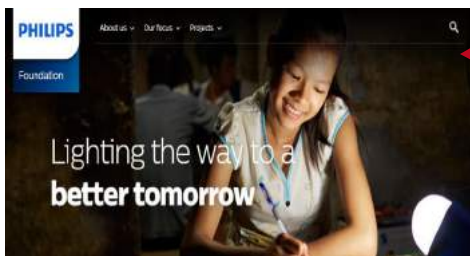 PHILIPS
About us Our focus Projects
Foundation
Lighting the way to a
better tomorrow